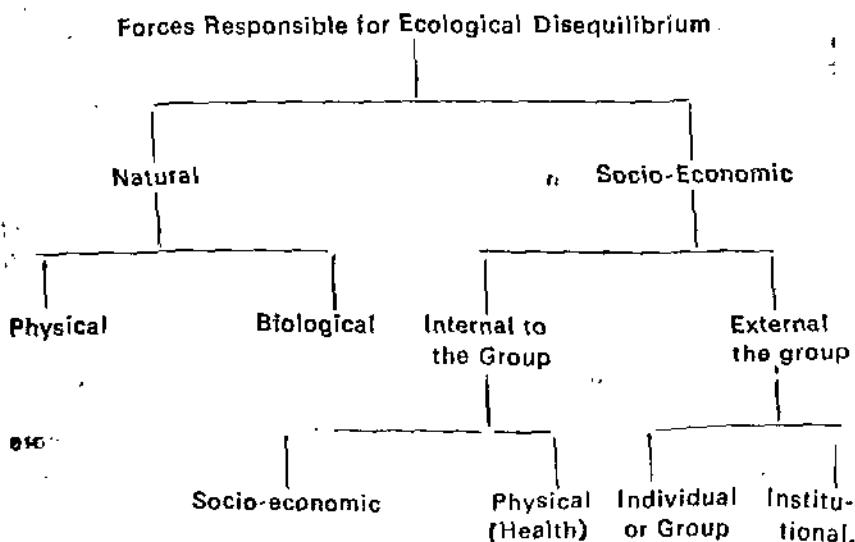 Forces Responsible for Ecological Disequilibrium
Natural
Socio-Economic
Physical
Biological
Internal to
the Group
External
the group
Socio-economic
Physical
(Health)
Individual
or Group
Institu-
tional.